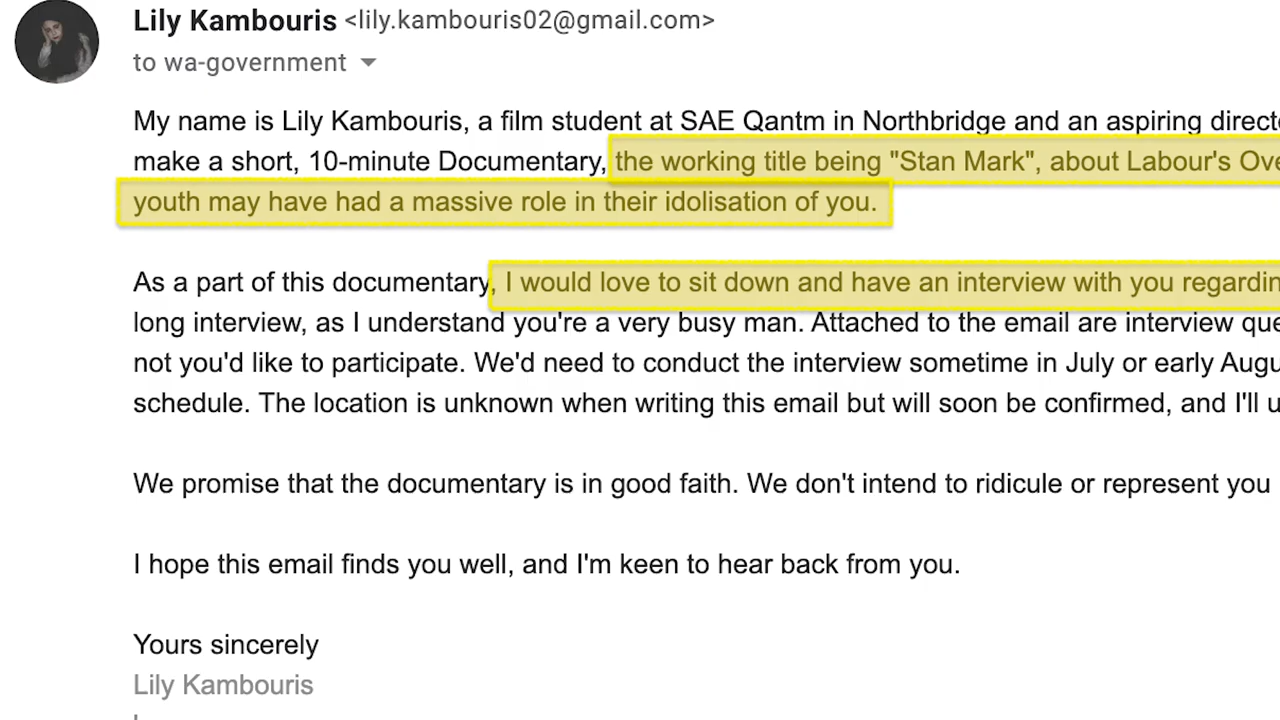 Lily Kambouris <lily.kambouris02@gmail.com>
to wa-government
My name is Lily Kambouris, a film student at SAE Qantm in Northbridge and an aspiring
make a short, 10-minute Documentary, the working title being "Stan Mark", about Labour's
youth may have had a massive role in their idolisation of you.
As a part of this documentary, I would love to sit down and have an interview with you
long interview, as I understand you're a very busy man. Attached to the email are interview
not you'd like to participate. We'd need to conduct the interview sometime in July or early
schedule. The location is unknown when writing this email but will soon be confirmed, and I'll
We promise that the documentary is in good faith. We don't intend to ridicule or represent you
I hope this email finds you well, and I'm keen to hear back from you.
Yours sincerely
Lily Kambouris